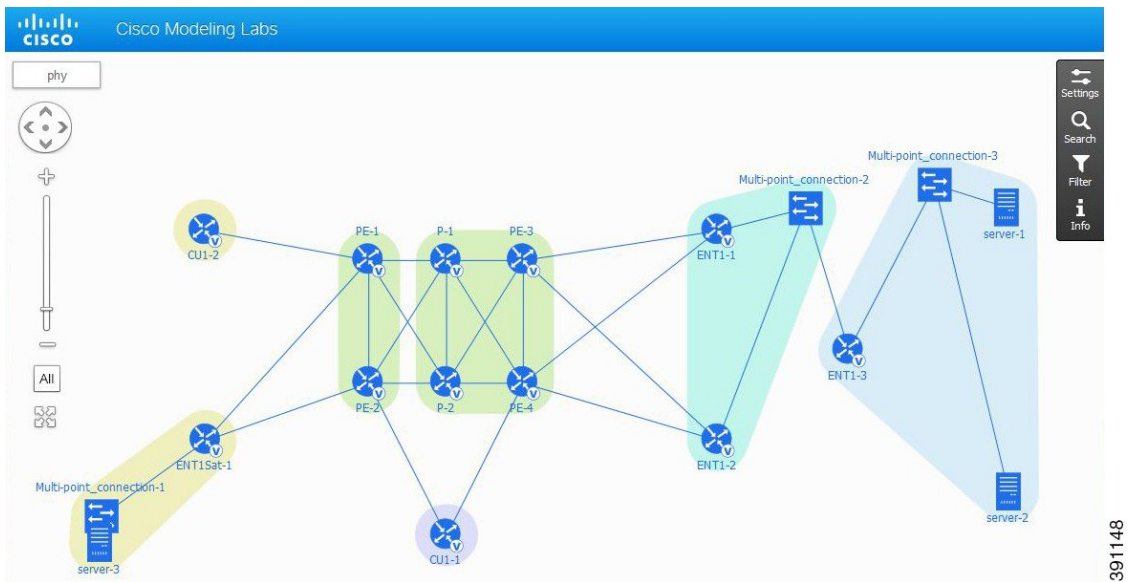 CISCO
Cisco Modeling Labs
phy
Settings
Search
Filter
Info
All
Multi-point_connection-3
Multi-point_connection-2
server-1
CU1-2
PE-1
P-1
PE-3
ENT1-1
ENT1-3
PE-2
P-2
PE-4
ENT1Sat-1
ENT1-2
Multi-point_connection-1
server-2
CU1-1
server-3
391148